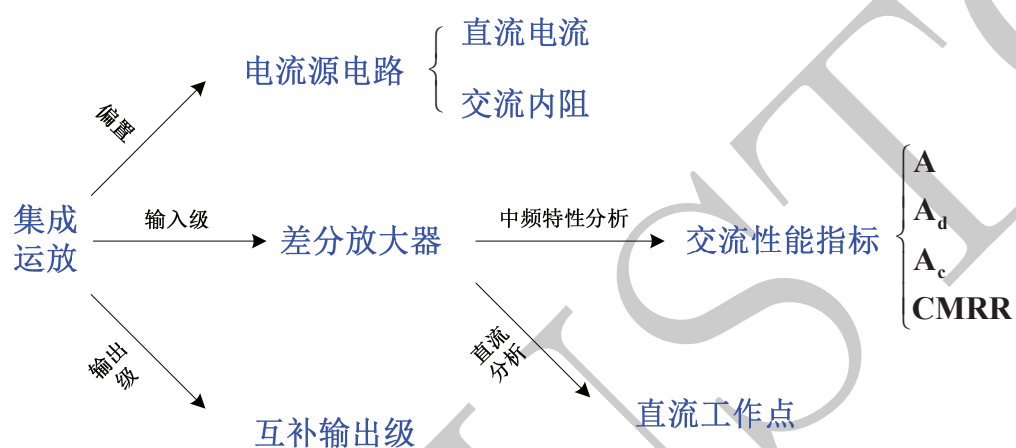 直流电流
电流源电路
交流内阻
偏置
集成
运放
输入级
差分放大器
中频特性分析
交流性能指标
A
A_d
A_c
CMRR
直流
分析
输出
级
直流工作点
互补输出级
USTC